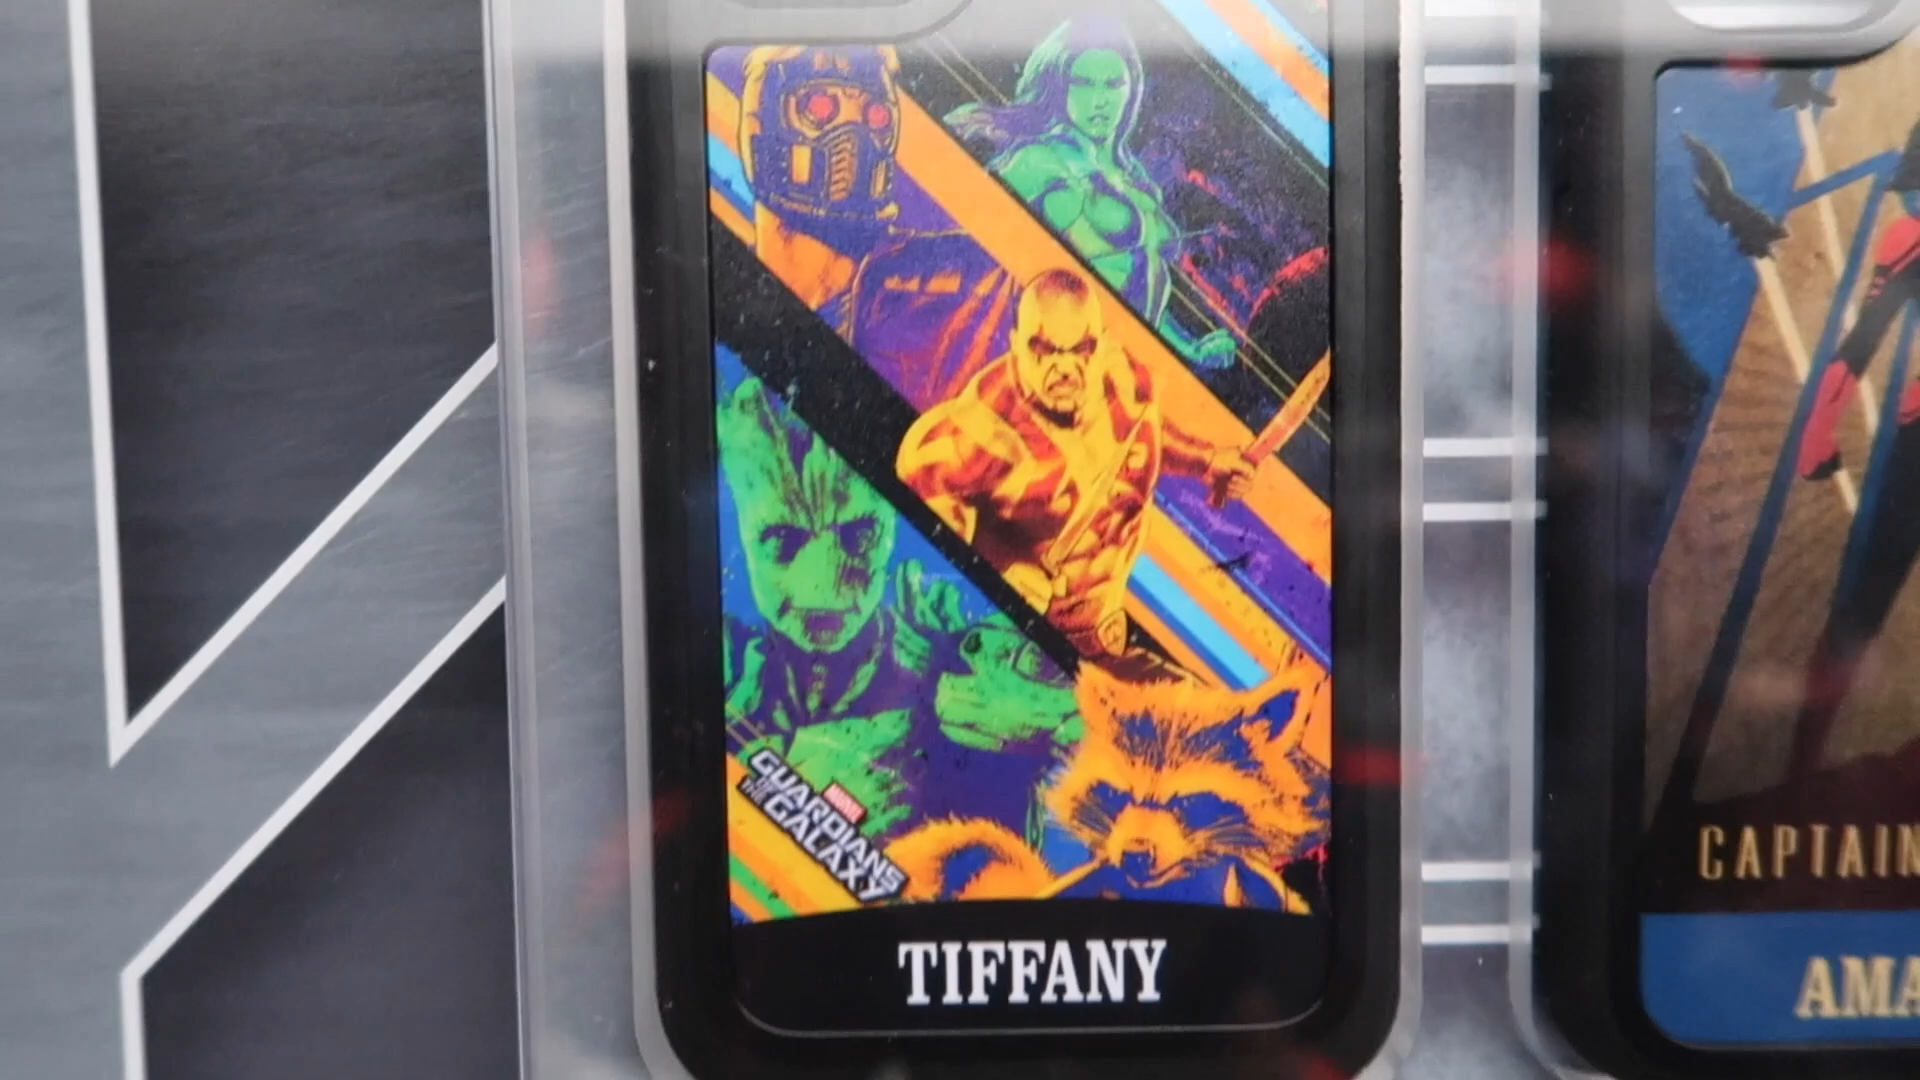 MARVEL
GUARDIANS
OF THE
GALAXY
TIFFANY
CAPTAIN
AMA